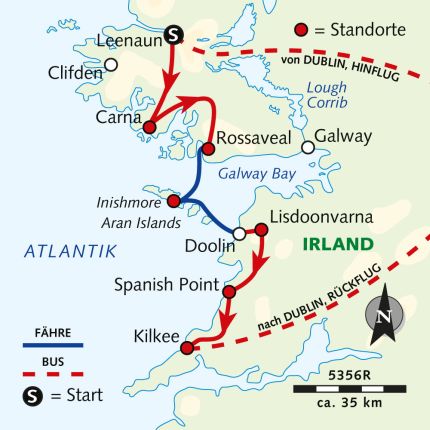 S
= Standorte
Leenaun
von DUBLIN, HINFLUG
Clifden
Lough
Corrib
Carna
Rossaveal
Galway
Galway Bay
Inishmore
Aran Islands
Lisdoonvarna
Doolin
IRLAND
ATLANTIK
Spanish Point
nach DUBLIN, RÜCKFLUG
Kilkee
N
FÄHRE
BUS
S = Start
5356R
ca. 35 km